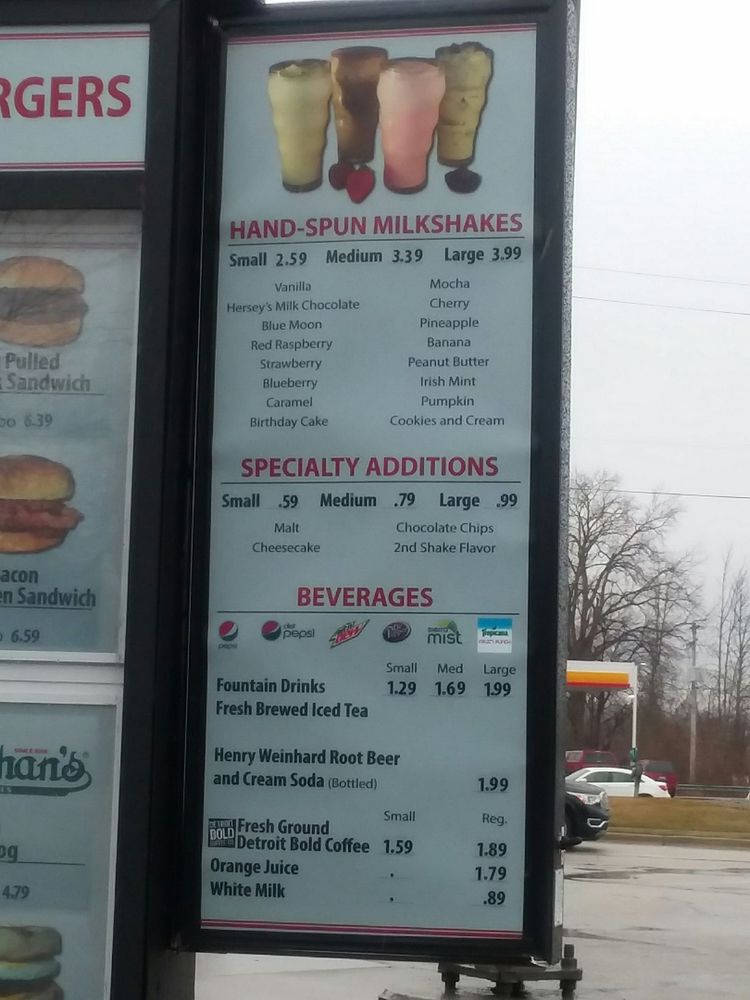 RGERS
Pulled
Sandwich
6.39
acon
en Sandwich
6.59
han's
4.79
HAND-SPUN MILKSHAKES
Small 2.59 Medium 3.39 Large 3.99
Vanilla Mocha
Hersey's Milk Chocolate Cherry
Blue Moon Pineapple
Red Raspberry Banana
Strawberry Peanut Butter
Blueberry Irish Mint
Caramel Pumpkin
Birthday Cake Cookies and Cream
SPECIALTY ADDITIONS
Small .59 Medium .79 Large .99
Malt Chocolate Chips
Cheesecake 2nd Shake Flavor
BEVERAGES
pepsi diet pepsi mist Tropicana
Small Med Large
Fountain Drinks 1.29 1.69 1.99
Fresh Brewed Iced Tea
Henry Weinhard Root Beer
and Cream Soda (Bottled) 1.99
Small Reg.
DETROIT BOLD Fresh Ground
Detroit Bold Coffee 1.59 1.89
Orange Juice . 1.79
White Milk . .89